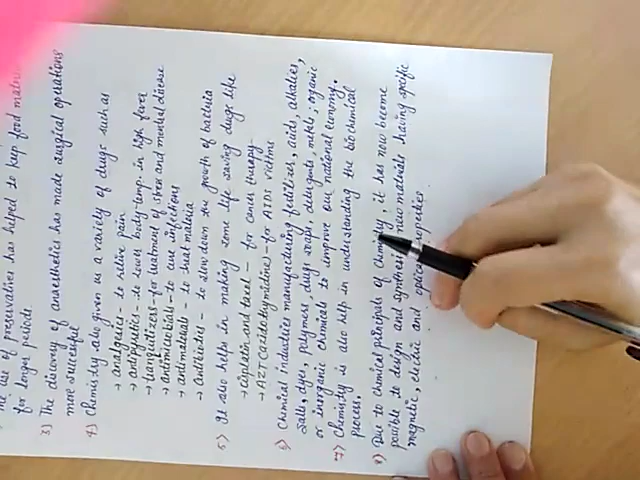 use of preservatives has helped to keep food
for longer periods.
3) The discovery of anaesthetics has made surgical operations
more successful
4) Chemistry also given us a variety of drugs such as
→ analgesics - to relive pain
→ antipyretics - to lower body temp. in high fever
→ tranquilizers - for treatment of stress and mental disease
→ antimicrobials - to cure infections
→ antimalarials - to treat malaria
→ antibiotics - to slow down the growth of bacteria
5) It also helps in making some life saving drugs like
→ cisplatin and taxol - for cancer therapy
→ AZT (azidothymidine) - for AIDS victims
6) Chemical industries manufacturing fertilizers, acids, alkalies,
salts, dyes, polymers, drugs soaps, detergents, metals, organic
or inorganic chemicals to improve our national economy.
7) Chemistry is also help in understanding the biochemical
process.
8) Due to chemical principals of Chemistry, it has now become
possible to design and new materials having specific
magnetic, electric and optical properties